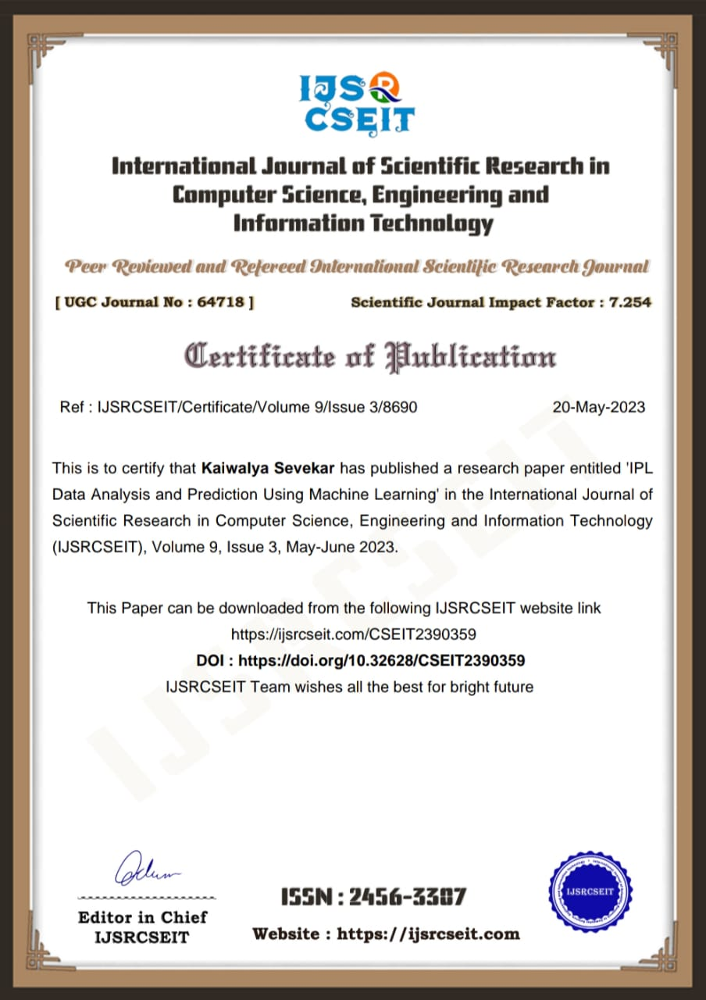 IJSR
CSEIT
International Journal of Scientific Research in
Computer Science, Engineering and
Information Technology
Peer Reviewed and Refereed International Scientific Research Journal
[ UGC Journal No : 64718 ]
Scientific Journal Impact Factor : 7.254
Certificate of Publication
Ref : IJSRCSEIT/Certificate/Volume 9/Issue 3/8690
20-May-2023
This is to certify that Kaiwalya Sevekar has published a research paper entitled 'IPL
Data Analysis and Prediction Using Machine Learning' in the International Journal of
Scientific Research in Computer Science, Engineering and Information Technology
(IJSRCSEIT), Volume 9, Issue 3, May-June 2023.
This Paper can be downloaded from the following IJSRCSEIT website link
https://ijsrcseit.com/CSEIT2390359
DOI : https://doi.org/10.32628/CSEIT2390359
IJSRCSEIT Team wishes all the best for bright future
IJSRCSEIT
Editor in Chief
IJSRCSEIT
ISSN : 2456-3307
Website : https://ijsrcseit.com
IJSRCSEIT